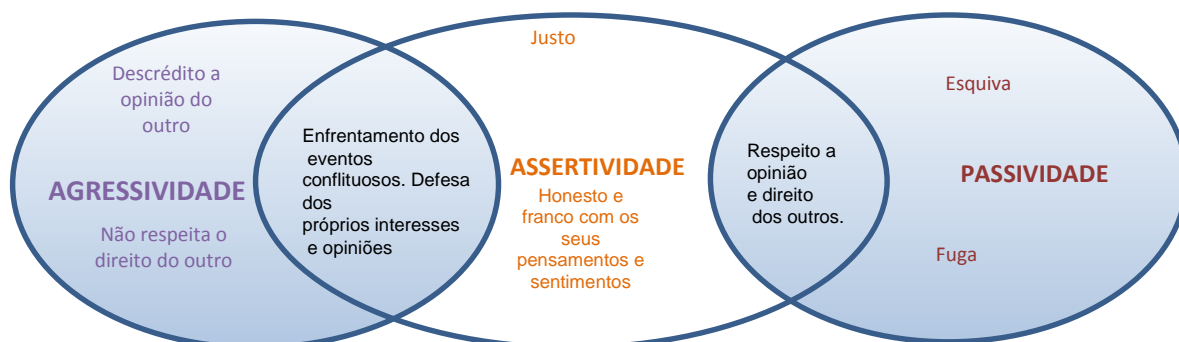 Descrédito a
opinião do
outro
AGRESSIVIDADE
Não respeita o
direito do outro
Enfrentamento dos
eventos
conflituosos. Defesa
dos
próprios interesses
e opiniões
Justo
ASSERTIVIDADE
Honesto e
franco com os
seus
pensamentos e
sentimentos
Respeito a
opinião
e direito
dos outros.
Esquiva
PASSIVIDADE
Fuga